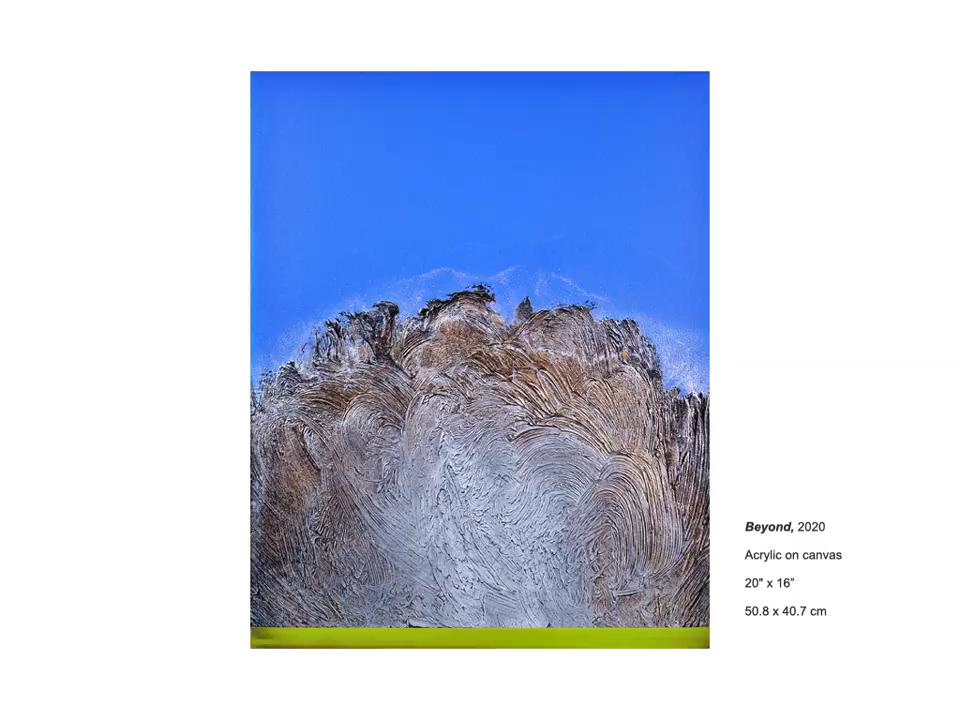 Beyond, 2020
Acrylic on canvas
20" x 16”
50.8 x 40.7 cm